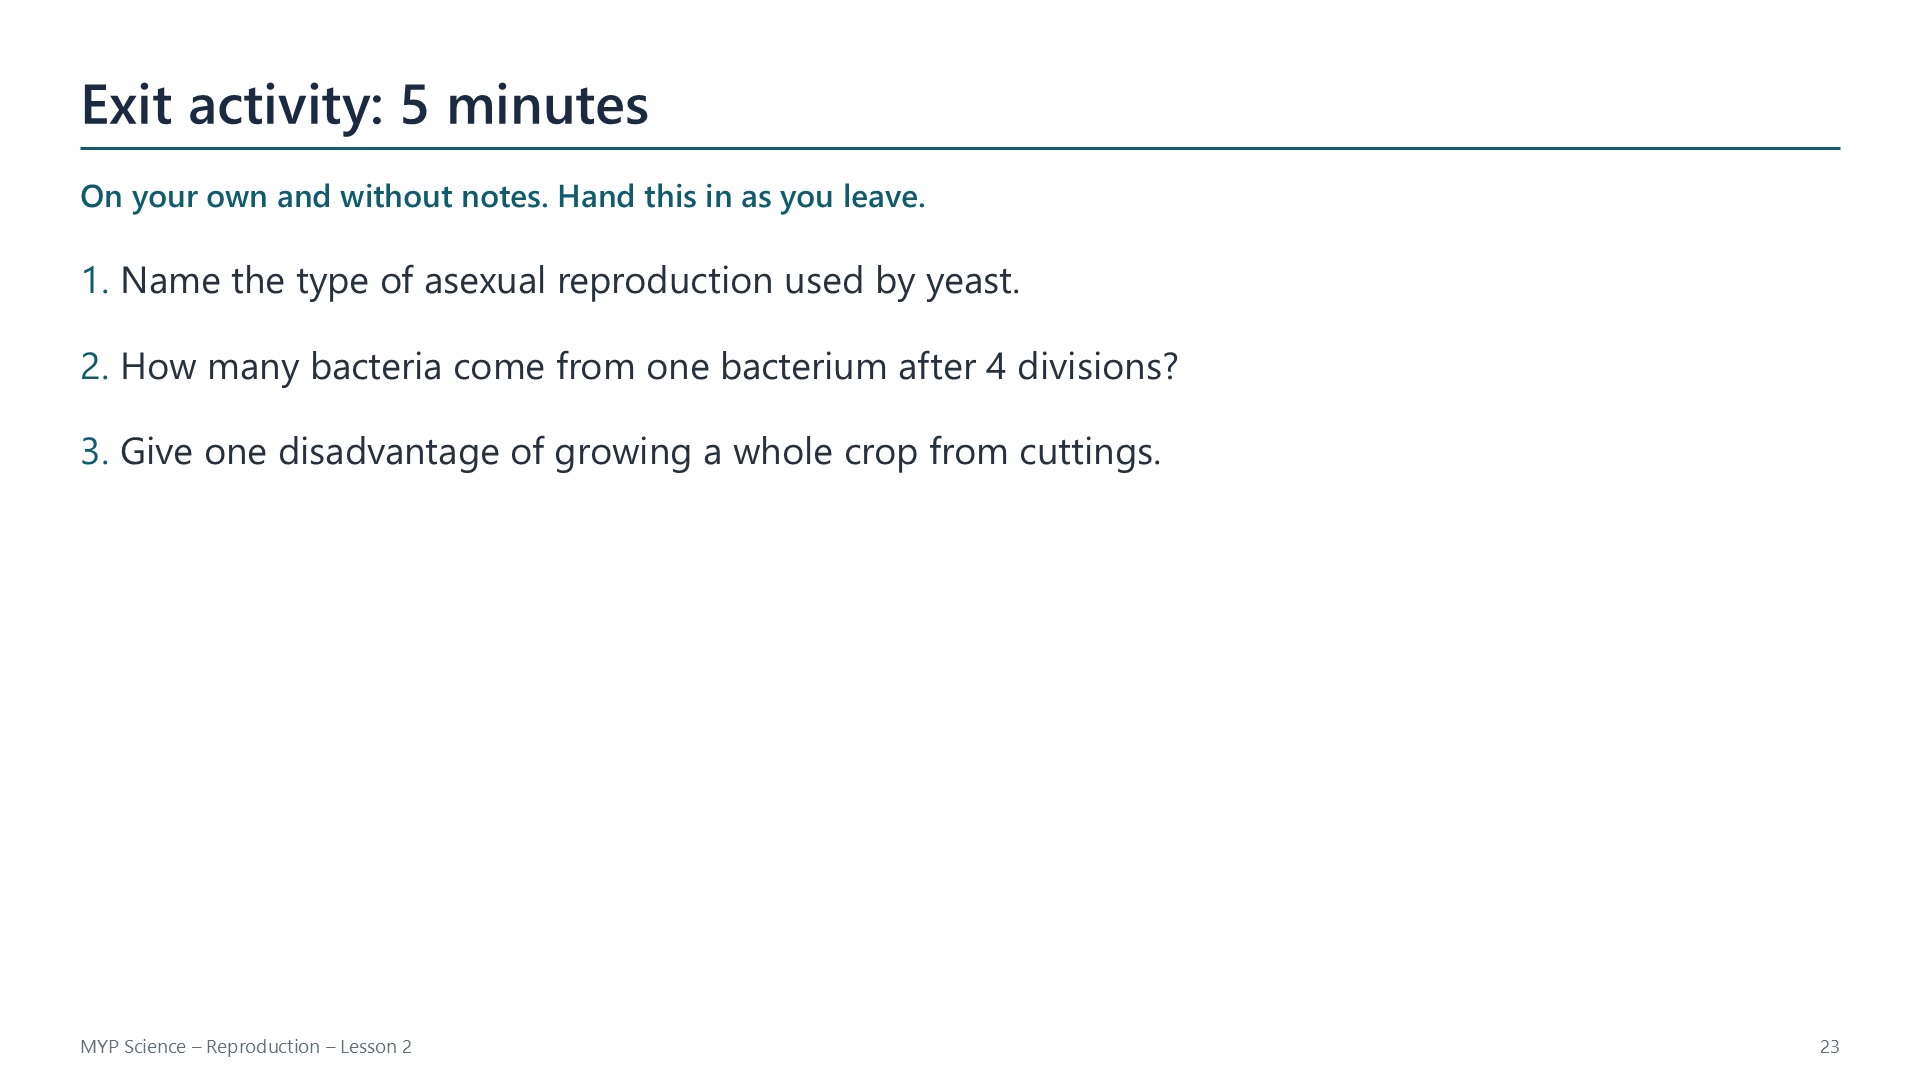 Exit activity: 5 minutes
On your own and without notes. Hand this in as you leave.
1. Name the type of asexual reproduction used by yeast.
2. How many bacteria come from one bacterium after 4 divisions?
3. Give one disadvantage of growing a whole crop from cuttings.
MYP Science – Reproduction – Lesson 2
23